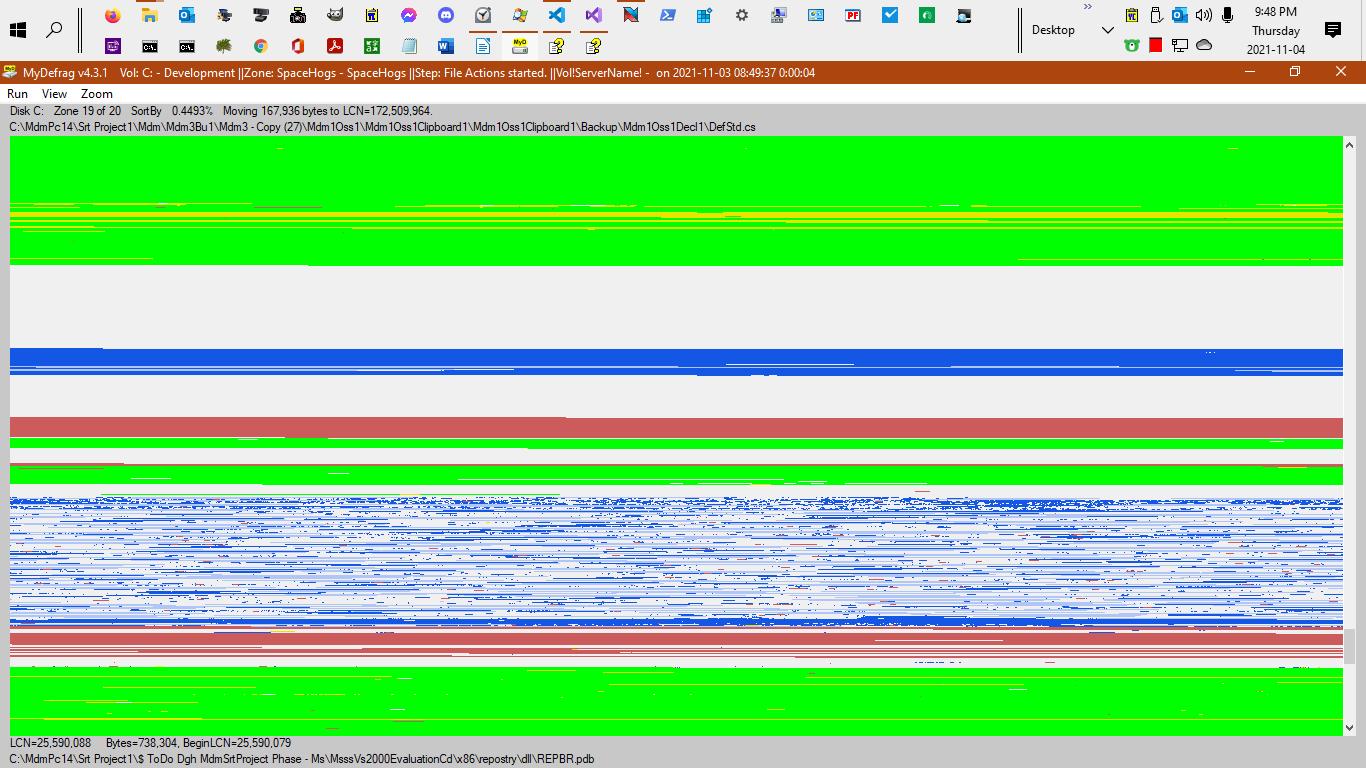 9:48 PM
Desktop
Thursday
2021-11-04
MyDefrag v4.3.1 Vol: C: - Development ||Zone: SpaceHogs - SpaceHogs ||Step: File Actions started. ||Vol!ServerName! - on 2021-11-03 08:49:37 0:00:04
Run View Zoom
Disk C: Zone 19 of 20 SortBy 0.4493% Moving 167,936 bytes to LCN=172,509,964.
C:\MdmPc14\Srt Project1\Mdm\Mdm3Bu1\Mdm3 - Copy (27)\Mdm1Oss1\Mdm1Oss1Clipboard1\Mdm1Oss1Clipboard1\Backup\Mdm1Oss1Decl1\DefStd.cs
LCN=25,590,088 Bytes=738,304, BeginLCN=25,590,079
C:\MdmPc14\Srt Project1\$ ToDo Dgh MdmSrtProject Phase - Ms\MsssVs2000EvaluationCd\x86\repostry\dll\REPBR.pdb